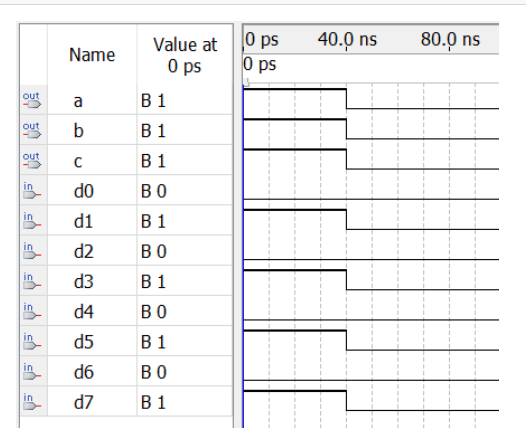 Name Value at 0 ps 0 ps 40.0 ns 80.0 ns
0 ps
out a B 1
out b B 1
out c B 1
in d0 B 0
in d1 B 1
in d2 B 0
in d3 B 1
in d4 B 0
in d5 B 1
in d6 B 0
in d7 B 1